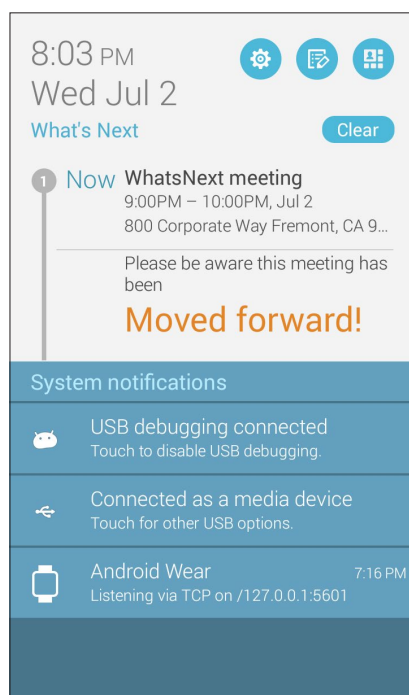 8:03 PM
Wed Jul 2
What's Next
Clear
1
Now
WhatsNext meeting
9:00PM – 10:00PM, Jul 2
800 Corporate Way Fremont, CA 9...
Please be aware this meeting has
been
Moved forward!
System notifications
USB debugging connected
Touch to disable USB debugging.
Connected as a media device
Touch for other USB options.
Android Wear
7:16 PM
Listening via TCP on /127.0.0.1:5601